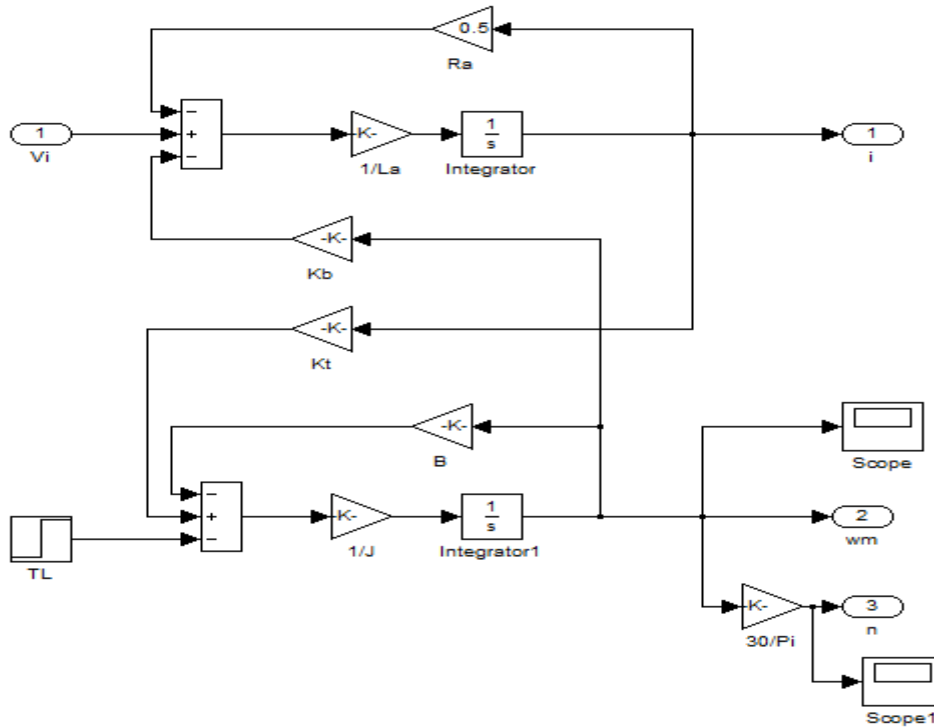 0.5
Ra
1
Vi
K-
1/La
1
s
Integrator
1
i
-K-
Kb
-K-
Kt
-K-
B
Scope
TL
K-
1/J
1
s
Integrator1
2
wm
K-
30/Pi
3
n
Scope1